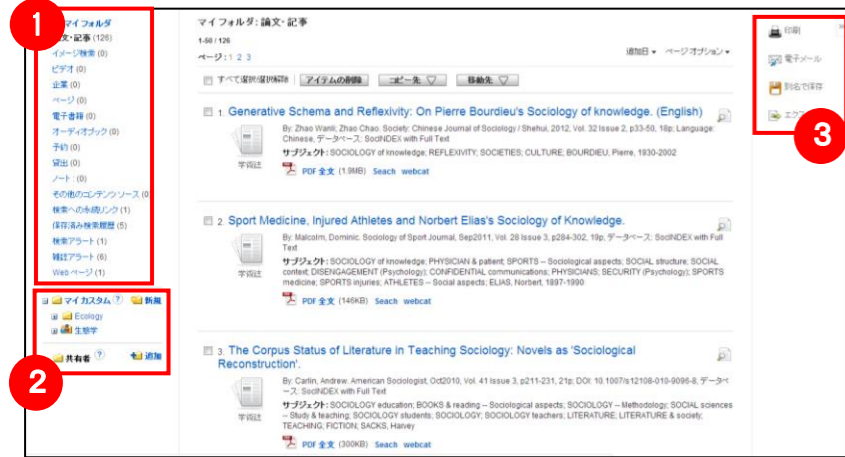 1
マイフォルダ
論文・記事 (126)
イメージ検索 (0)
ビデオ (0)
企業 (0)
ページ (0)
電子書籍 (0)
オーディオブック (0)
予約 (0)
貸出 (0)
ノート: (0)
その他のコンテンツソース (0)
検索への永続リンク (1)
保存済み検索履歴 (5)
検索アラート (1)
雑誌アラート (6)
Web ページ (1)
マイ カスタム ? 新規
Ecology
生態学
共有者 ? 追加
2
マイフォルダ: 論文・記事
1-50 / 126
ページ: 1 2 3
追加日 ページ オプション
すべて選択/選択解除 アイテムの削除 コピー先 ▽ 移動先 ▽
1. Generative Schema and Reflexivity: On Pierre Bourdieu's Sociology of knowledge. (English)
By: Zhao Wanli; Zhao Chao. Society: Chinese Journal of Sociology / Shehui, 2012, Vol. 32 Issue 2, p33-50, 18p; Language:
Chinese, データベース: SocINDEX with Full Text
サブジェクト: SOCIOLOGY of knowledge; REFLEXIVITY; SOCIETIES; CULTURE; BOURDIEU, Pierre, 1930-2002
学術誌
PDF 全文 (1.9MB) Seach webcat
2. Sport Medicine, Injured Athletes and Norbert Elias's Sociology of Knowledge.
By: Malcolm, Dominic. Sociology of Sport Journal, Sep2011, Vol. 28 Issue 3, p284-302, 19p, データベース: SocINDEX with Full
Text
サブジェクト: SOCIOLOGY of knowledge; PHYSICIAN & patient; SPORTS -- Sociological aspects; SOCIAL structure; SOCIAL
context; DISENGAGEMENT (Psychology); CONFIDENTIAL communications; PHYSICIANS; SECURITY (Psychology); SPORTS
medicine; SPORTS injuries; ATHLETES -- Social aspects; ELIAS, Norbert, 1897-1990
学術誌
PDF 全文 (146KB) Seach webcat
3. The Corpus Status of Literature in Teaching Sociology: Novels as 'Sociological
Reconstruction'.
By: Carlin, Andrew. American Sociologist, Oct2010, Vol. 41 Issue 3, p211-231, 21p; DOI: 10.1007/s12108-010-9096-8, データベ
ース: SocINDEX with Full Text
サブジェクト: SOCIOLOGY education; BOOKS & reading -- Sociological aspects; SOCIOLOGY -- Methodology; SOCIAL sciences
-- Study & teaching; SOCIOLOGY students; SOCIOLOGY; SOCIOLOGY teachers; LITERATURE; LITERATURE & society;
TEACHING; FICTION; SACKS, Harvey
学術誌
PDF 全文 (300KB) Seach webcat
»
印刷
電子メール
別名で保存
エクス
3